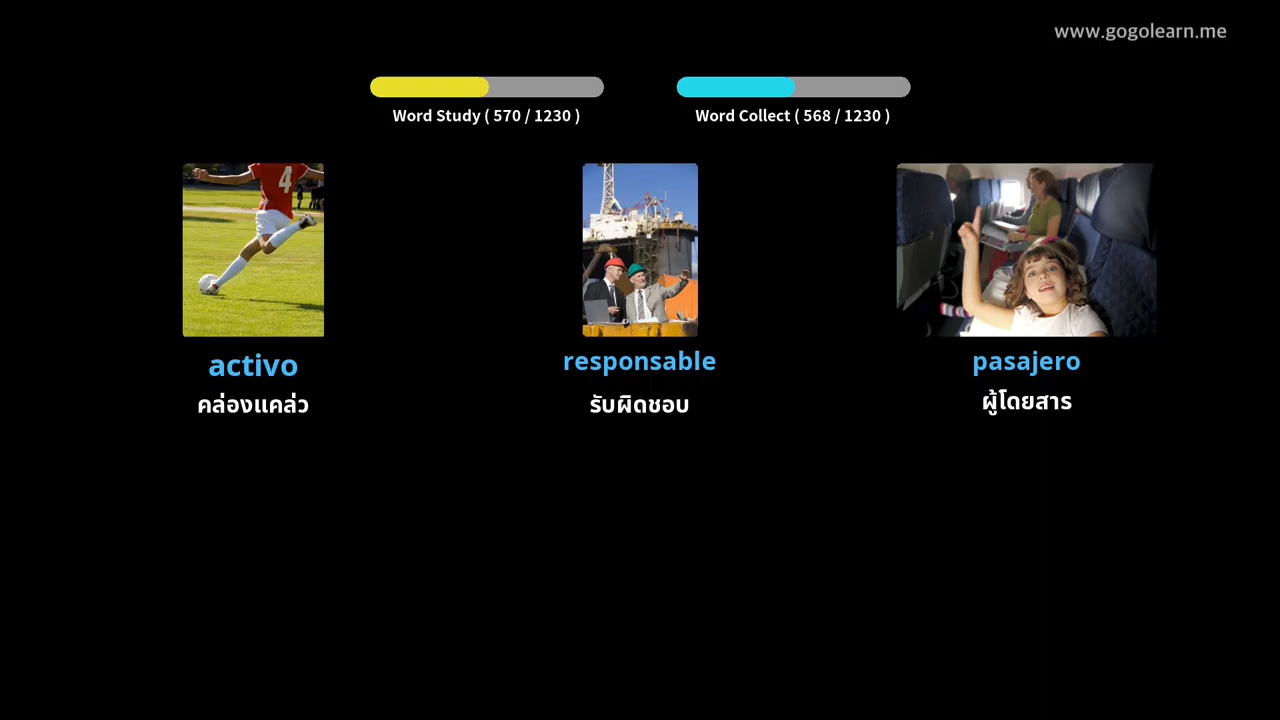 www.gogolearn.me
Word Study ( 570 / 1230 )
Word Collect ( 568 / 1230 )
4
activo
responsable
pasajero
คล่องแคล่ว
รับผิดชอบ
ผู้โดยสาร